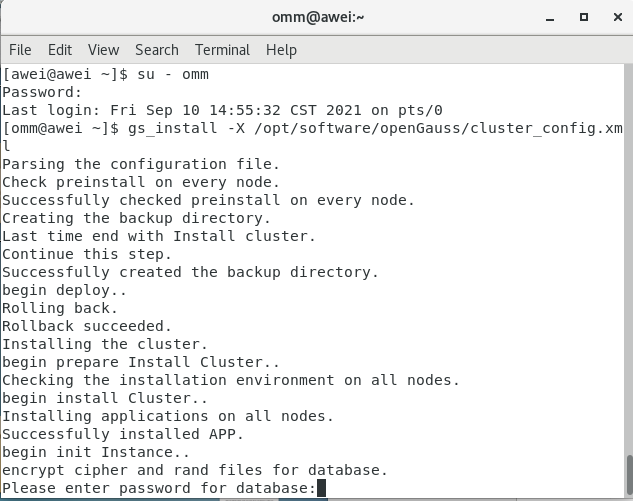 omm@awei:~
File Edit View Search Terminal Help
[awei@awei ~]$ su - omm
Password:
Last login: Fri Sep 10 14:55:32 CST 2021 on pts/0
[omm@awei ~]$ gs_install -X /opt/software/openGauss/cluster_config.xm
l
Parsing the configuration file.
Check preinstall on every node.
Successfully checked preinstall on every node.
Creating the backup directory.
Last time end with Install cluster.
Continue this step.
Successfully created the backup directory.
begin deploy..
Rolling back.
Rollback succeeded.
Installing the cluster.
begin prepare Install Cluster..
Checking the installation environment on all nodes.
begin install Cluster..
Installing applications on all nodes.
Successfully installed APP.
begin init Instance..
encrypt cipher and rand files for database.
Please enter password for database: